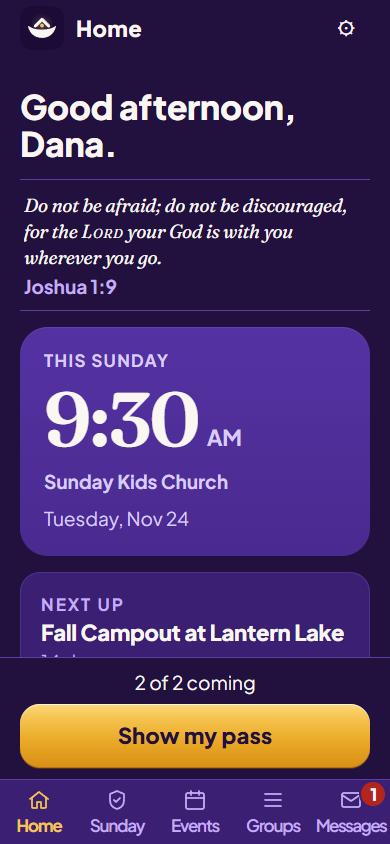 Home
Good afternoon,
Dana.
Do not be afraid; do not be discouraged,
for the LORD your God is with you
wherever you go.
Joshua 1:9
THIS SUNDAY
9:30 AM
Sunday Kids Church
Tuesday, Nov 24
NEXT UP
Fall Campout at Lantern Lake
2 of 2 coming
Show my pass
1
Home Sunday Events Groups Messages